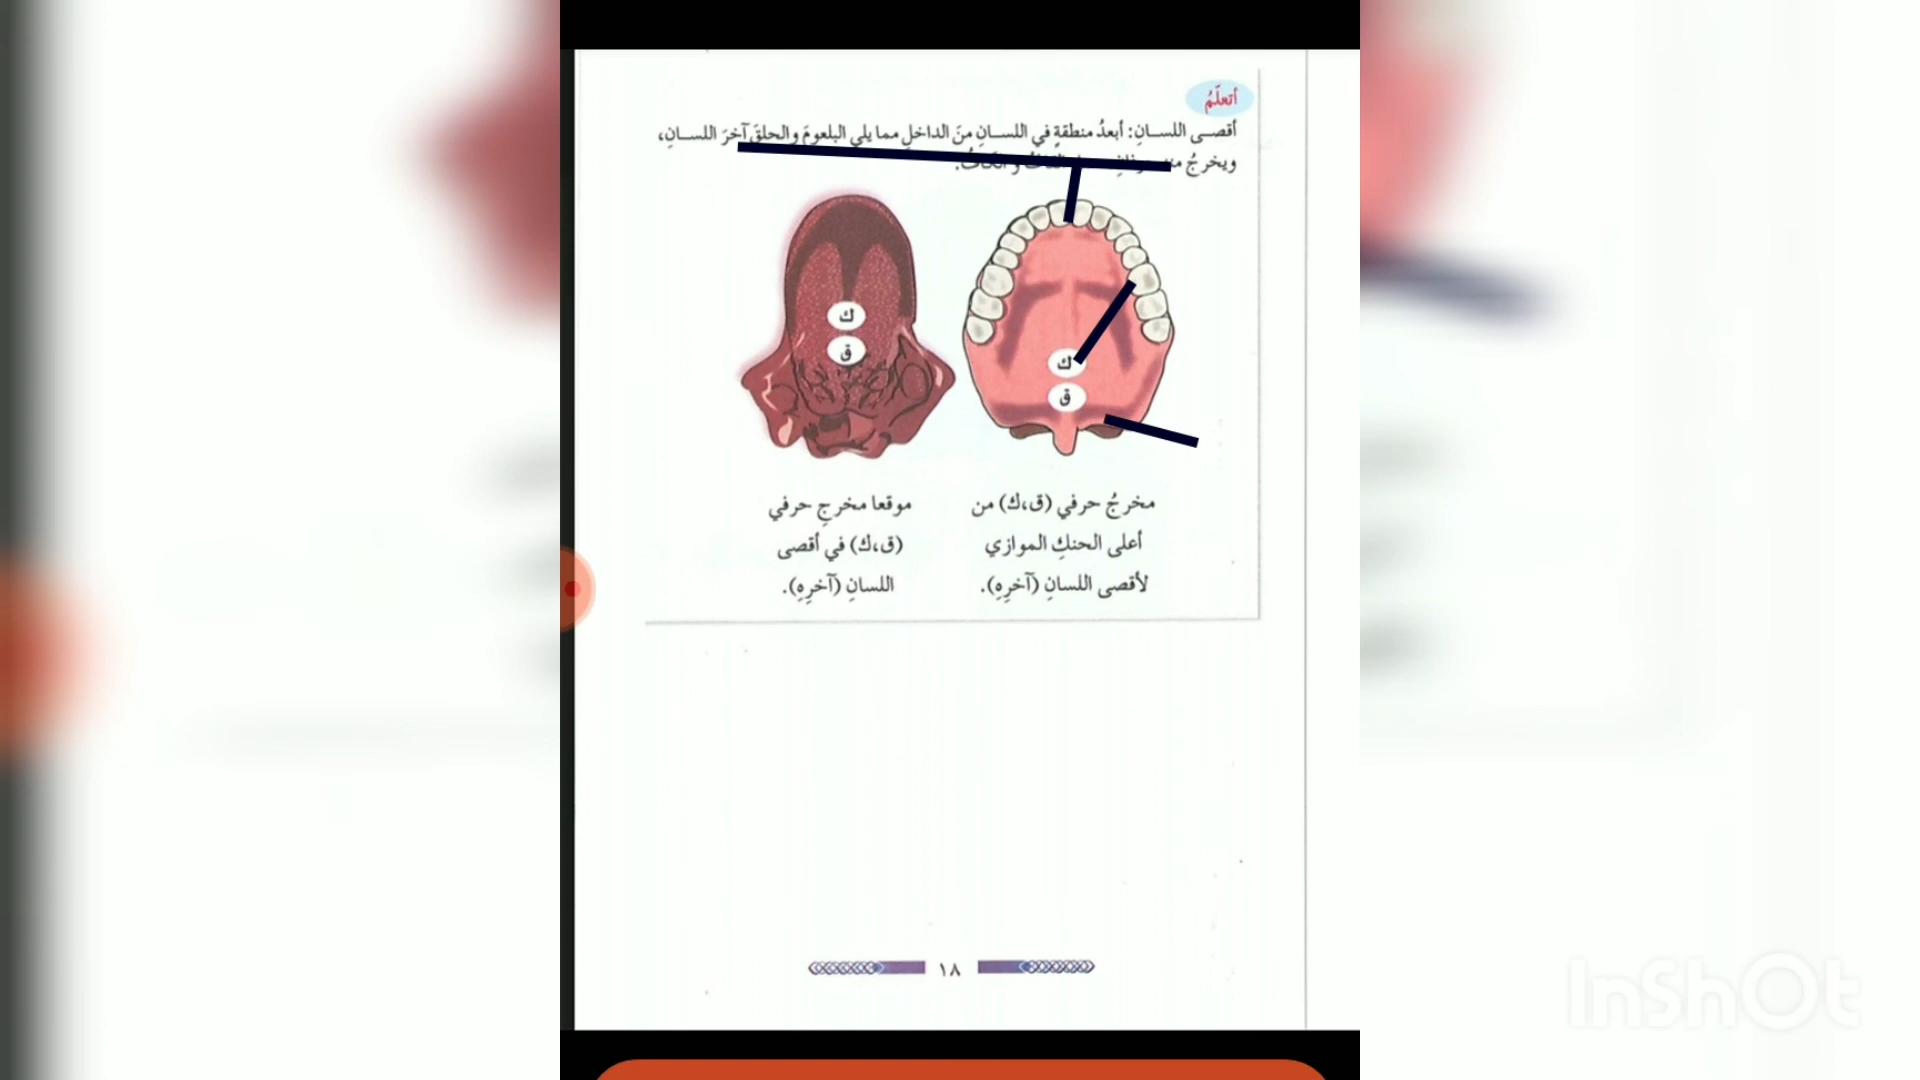 أتعلّمُ
أقصى اللسانِ: أبعدُ منطقةٍ في اللسانِ منَ الداخلِ مما يلي البلعومَ والحلقَ آخرَ اللسانِ،
ويخرجُ
ك
ق
ك
ق
مخرجُ حرفي (ق،ك) من
أعلى الحنكِ الموازي
لأقصى اللسانِ (آخرِهِ).
موقعا مخرجِ حرفي
(ق،ك) في أقصى
اللسانِ (آخرِهِ).
١٨
InShOt